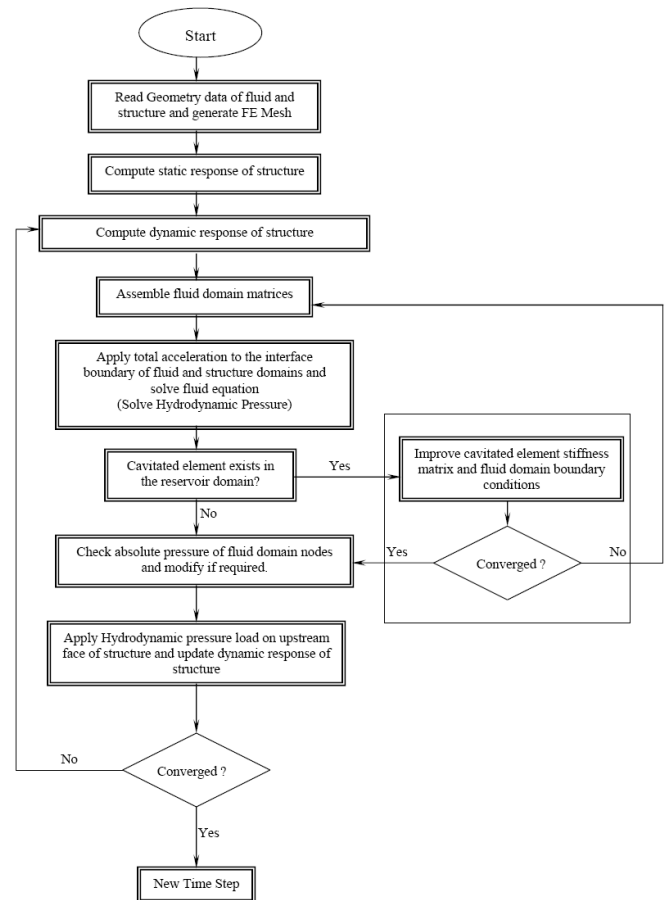 Start
Read Geometry data of fluid and
structure and generate FE Mesh
Compute static response of structure
Compute dynamic response of structure
Assemble fluid domain matrices
Apply total acceleration to the interface
boundary of fluid and structure domains and
solve fluid equation
(Solve Hydrodynamic Pressure)
Cavitated element exists in
the reservoir domain?
Yes
Improve cavitated element stiffness
matrix and fluid domain boundary
conditions
No
Check absolute pressure of fluid domain nodes
and modify if required.
Yes
Converged ?
No
Apply Hydrodynamic pressure load on upstream
face of structure and update dynamic response of
structure
No
Converged ?
Yes
New Time Step